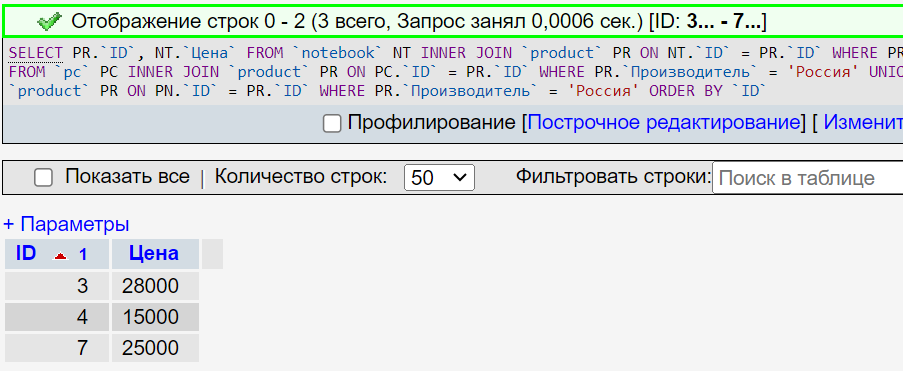 Отображение строк 0 - 2 (3 всего, Запрос занял 0,0006 сек.) [ID: 3... - 7...]
SELECT PR.`ID`, NT.`Цена` FROM `notebook` NT INNER JOIN `product` PR ON NT.`ID` = PR.`ID` WHERE PR
FROM `pc` PC INNER JOIN `product` PR ON PC.`ID` = PR.`ID` WHERE PR.`Производитель` = 'Россия' UNIO
`product` PR ON PN.`ID` = PR.`ID` WHERE PR.`Производитель` = 'Россия' ORDER BY `ID`
Профилирование [Построчное редактирование] [ Изменит
Показать все | Количество строк: 50 Фильтровать строки: Поиск в таблице
+ Параметры
ID 1 Цена
3 28000
4 15000
7 25000